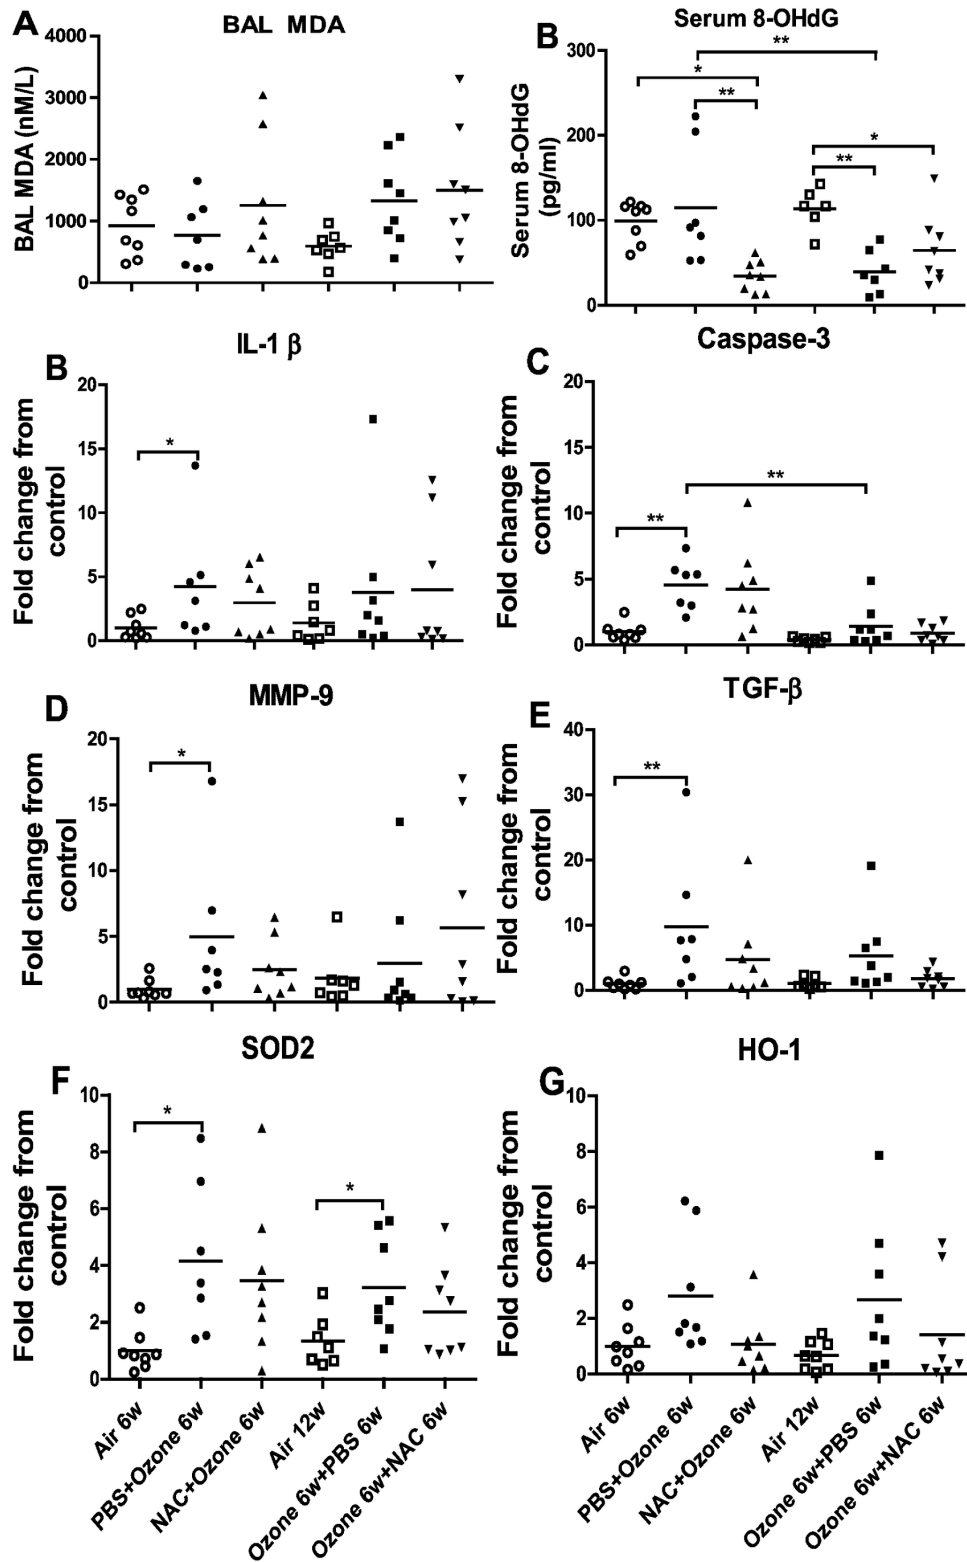 A
BAL MDA
BAL MDA (nM/L)
4000
3000
2000
1000
0
B
Serum 8-OHdG
Serum 8-OHdG
(pg/ml)
300
200
100
0
**
*
**
*
**
B
IL-1 β
Fold change from
control
20
15
10
5
0
*
C
Caspase-3
Fold change from
control
20
15
10
5
0
**
**
D
MMP-9
Fold change from
control
20
15
10
5
0
*
E
TGF-β
Fold change from
control
40
30
20
10
0
**
F
SOD2
Fold change from
control
10
8
6
4
2
0
*
*
Air 6w
PBS+Ozone 6w
NAC+Ozone 6w
Air 12w
Ozone 6w+PBS 6w
Ozone 6w+NAC 6w
G
HO-1
Fold change from
control
10
8
6
4
2
0
Air 6w
PBS+Ozone 6w
NAC+Ozone 6w
Air 12w
Ozone 6w+PBS 6w
Ozone 6w+NAC 6w